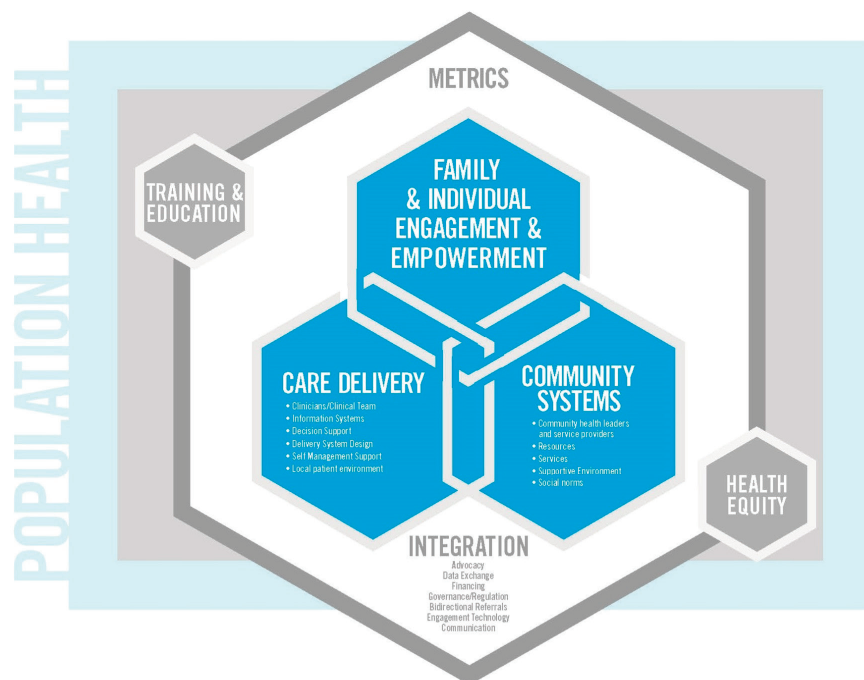 POPULATION HEALTH
METRICS
TRAINING &
EDUCATION
FAMILY
& INDIVIDUAL
ENGAGEMENT &
EMPOWERMENT
CARE DELIVERY
• Clinicians/Clinical Team
• Information Systems
• Decision Support
• Delivery System Design
• Self Management Support
• Local patient environment
COMMUNITY
SYSTEMS
• Community health leaders
and service providers
• Resources
• Services
• Supportive Environment
• Social norms
HEALTH
EQUITY
INTEGRATION
Advocacy
Data Exchange
Financing
Governance/Regulation
Bidirectional Referrals
Engagement Technology
Communication